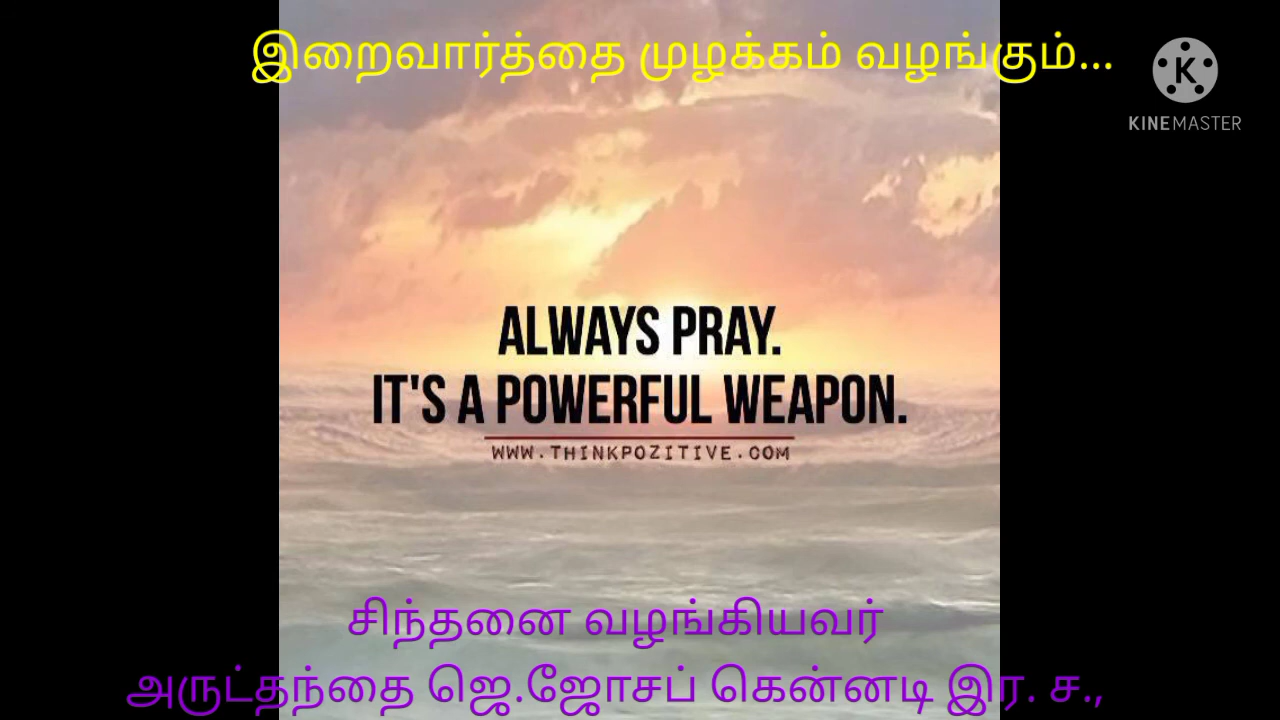 இறைவார்த்தை முழக்கம் வழங்கும்...
K
KINEMASTER
ALWAYS PRAY.
IT'S A POWERFUL WEAPON.
WWW.THINKPOZITIVE.COM
சிந்தனை வழங்கியவர்
அருட்தந்தை ஜெ.ஜோசப் கென்னடி இர. ச.,